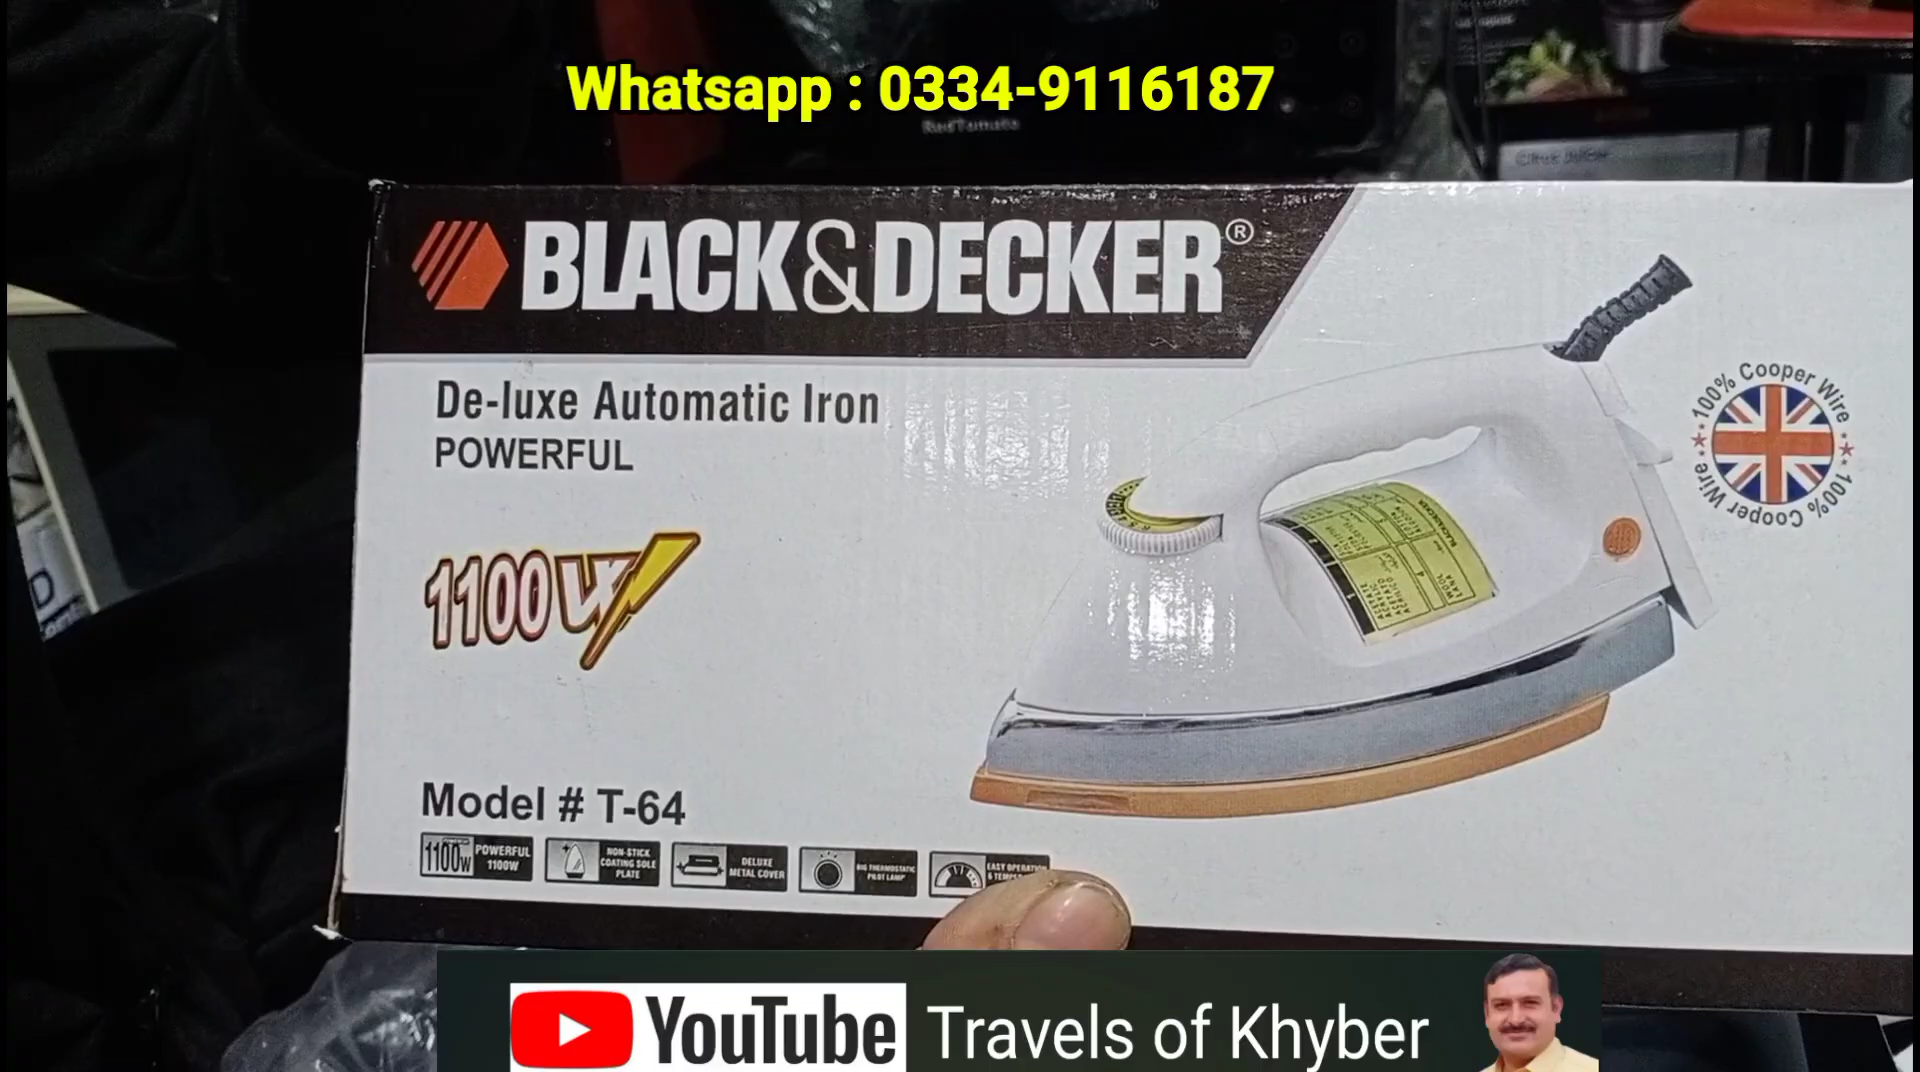 Whatsapp : 0334-9116187
RedTomato
BLACK&DECKER®
De-luxe Automatic Iron
POWERFUL
1100W
100% Cooper Wire
100% Cooper Wire
Model # T-64
1100W POWERFUL 1100W
NON-STICK COATING SOLE PLATE
DELUXE METAL COVER
BIG THERMOSTATIC PILOT LAMP
EASY OPERATION
YouTube Travels of Khyber